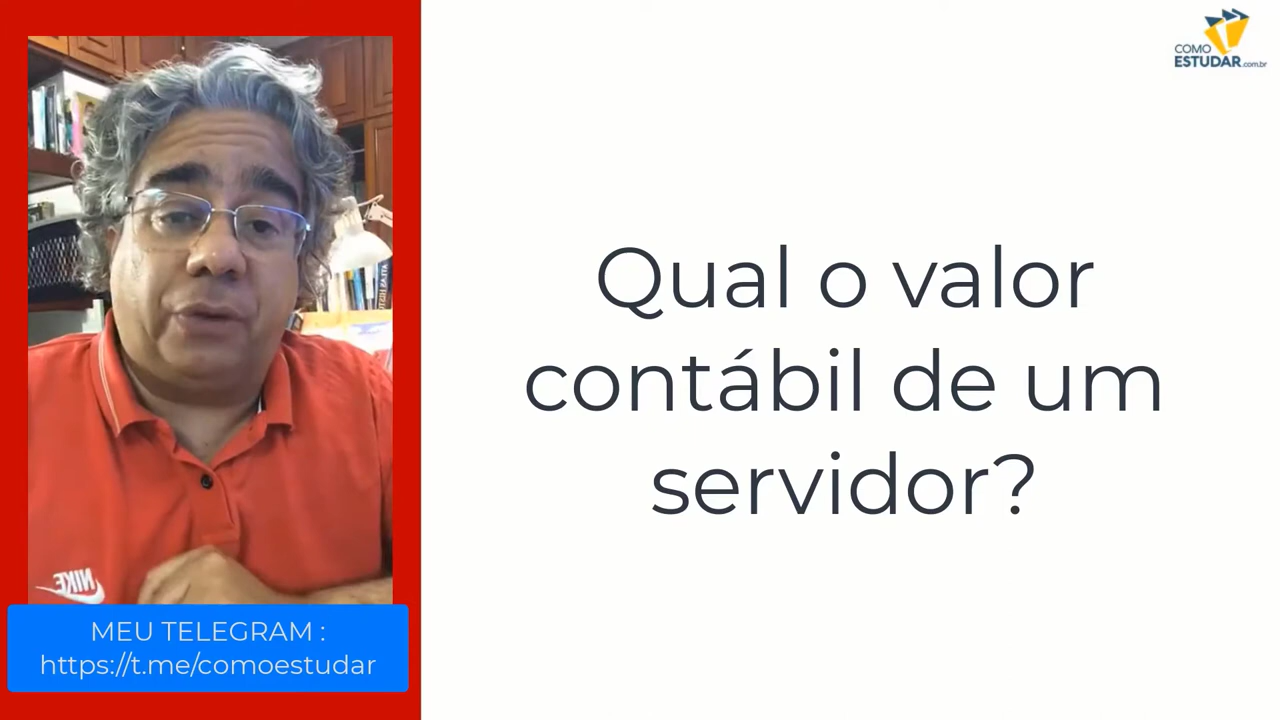 COMO
ESTUDAR.com.br
Qual o valor
contábil de um
servidor?
NIKE
MEU TELEGRAM :
https://t.me/comoestudar